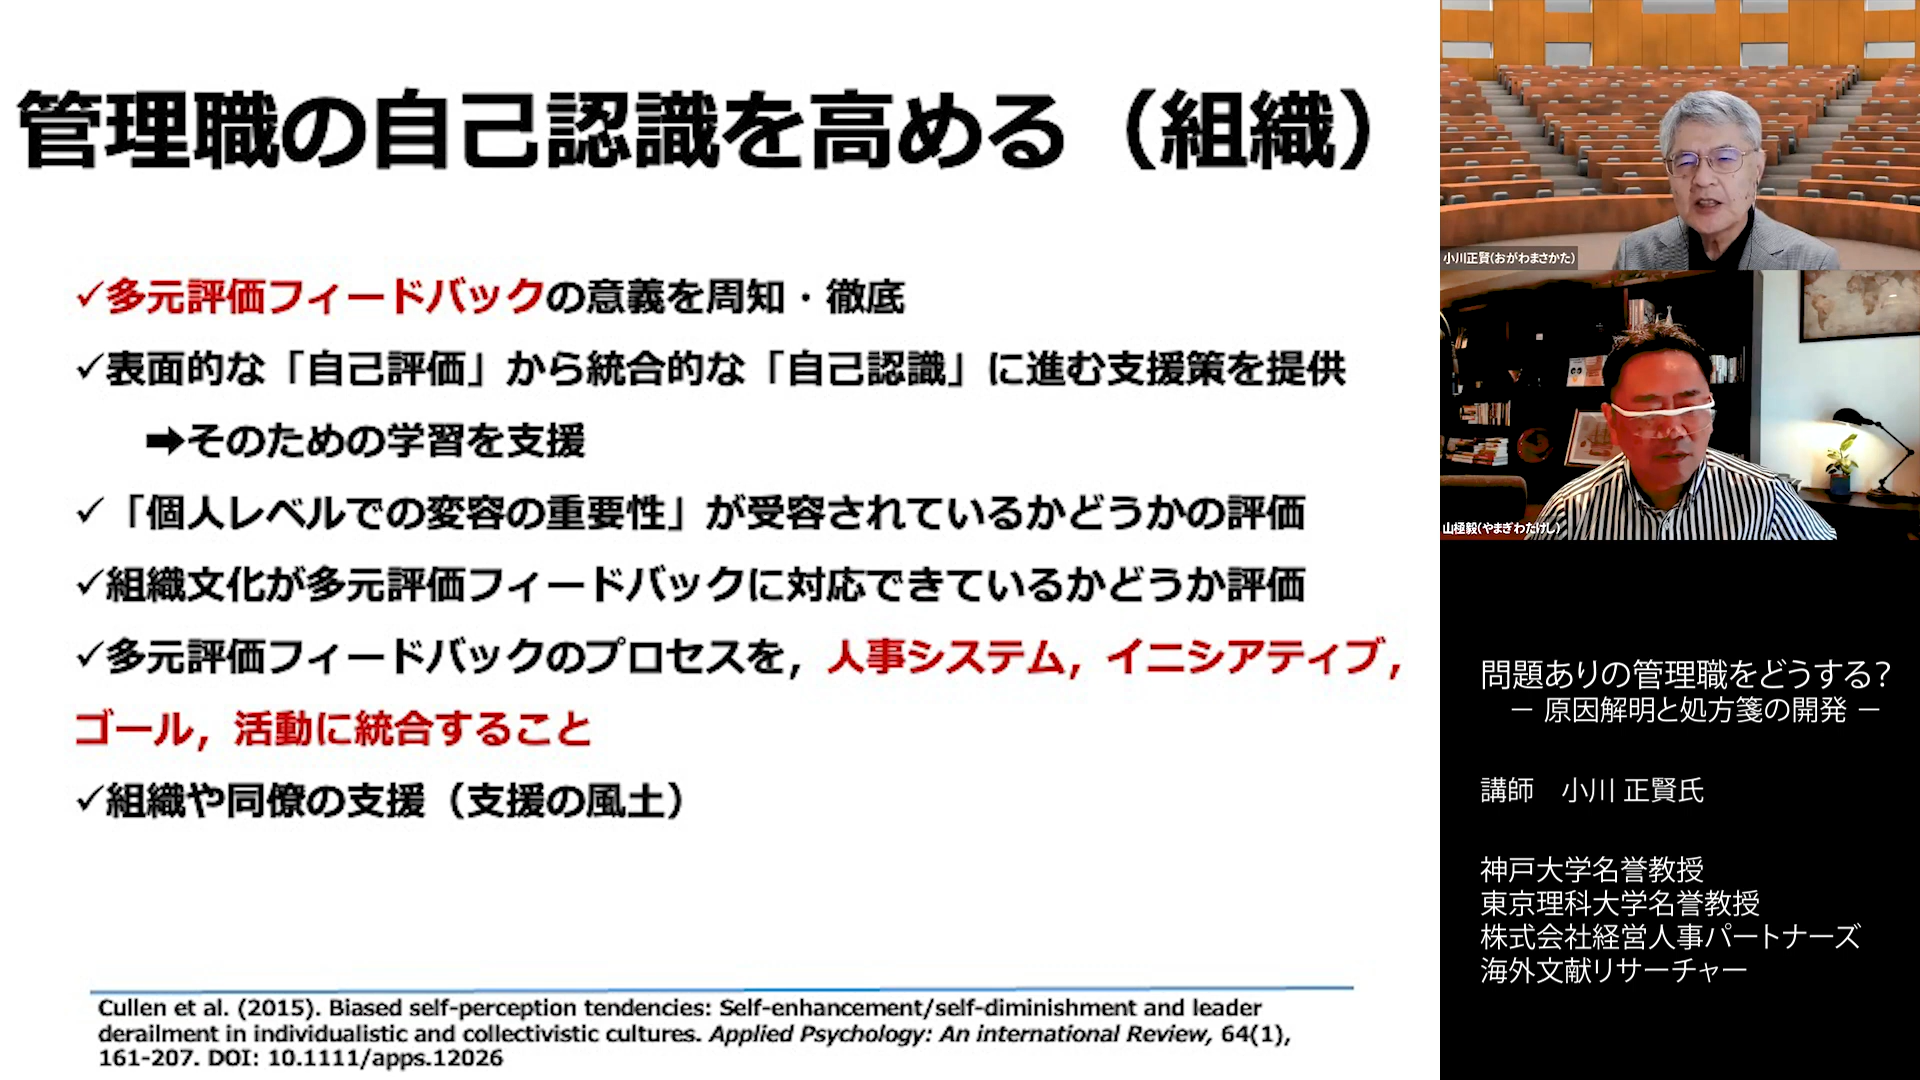 管理職の自己認識を高める（組織）
✓多元評価フィードバックの意義を周知・徹底
✓表面的な「自己評価」から統合的な「自己認識」に進む支援策を提供
➡そのための学習を支援
✓「個人レベルでの変容の重要性」が受容されているかどうかの評価
✓組織文化が多元評価フィードバックに対応できているかどうか評価
✓多元評価フィードバックのプロセスを，人事システム，イニシアティブ，
ゴール，活動に統合すること
✓組織や同僚の支援（支援の風土）
Cullen et al. (2015). Biased self-perception tendencies: Self-enhancement/self-diminishment and leader
derailment in individualistic and collectivistic cultures. Applied Psychology: An international Review, 64(1),
161-207. DOI: 10.1111/apps.12026
小川正賢(おがわまさかた)
山極毅(やまぎわたけし)
問題ありの管理職をどうする？
― 原因解明と処方箋の開発 ―
講師　小川 正賢氏
神戸大学名誉教授
東京理科大学名誉教授
株式会社経営人事パートナーズ
海外文献リサーチャー